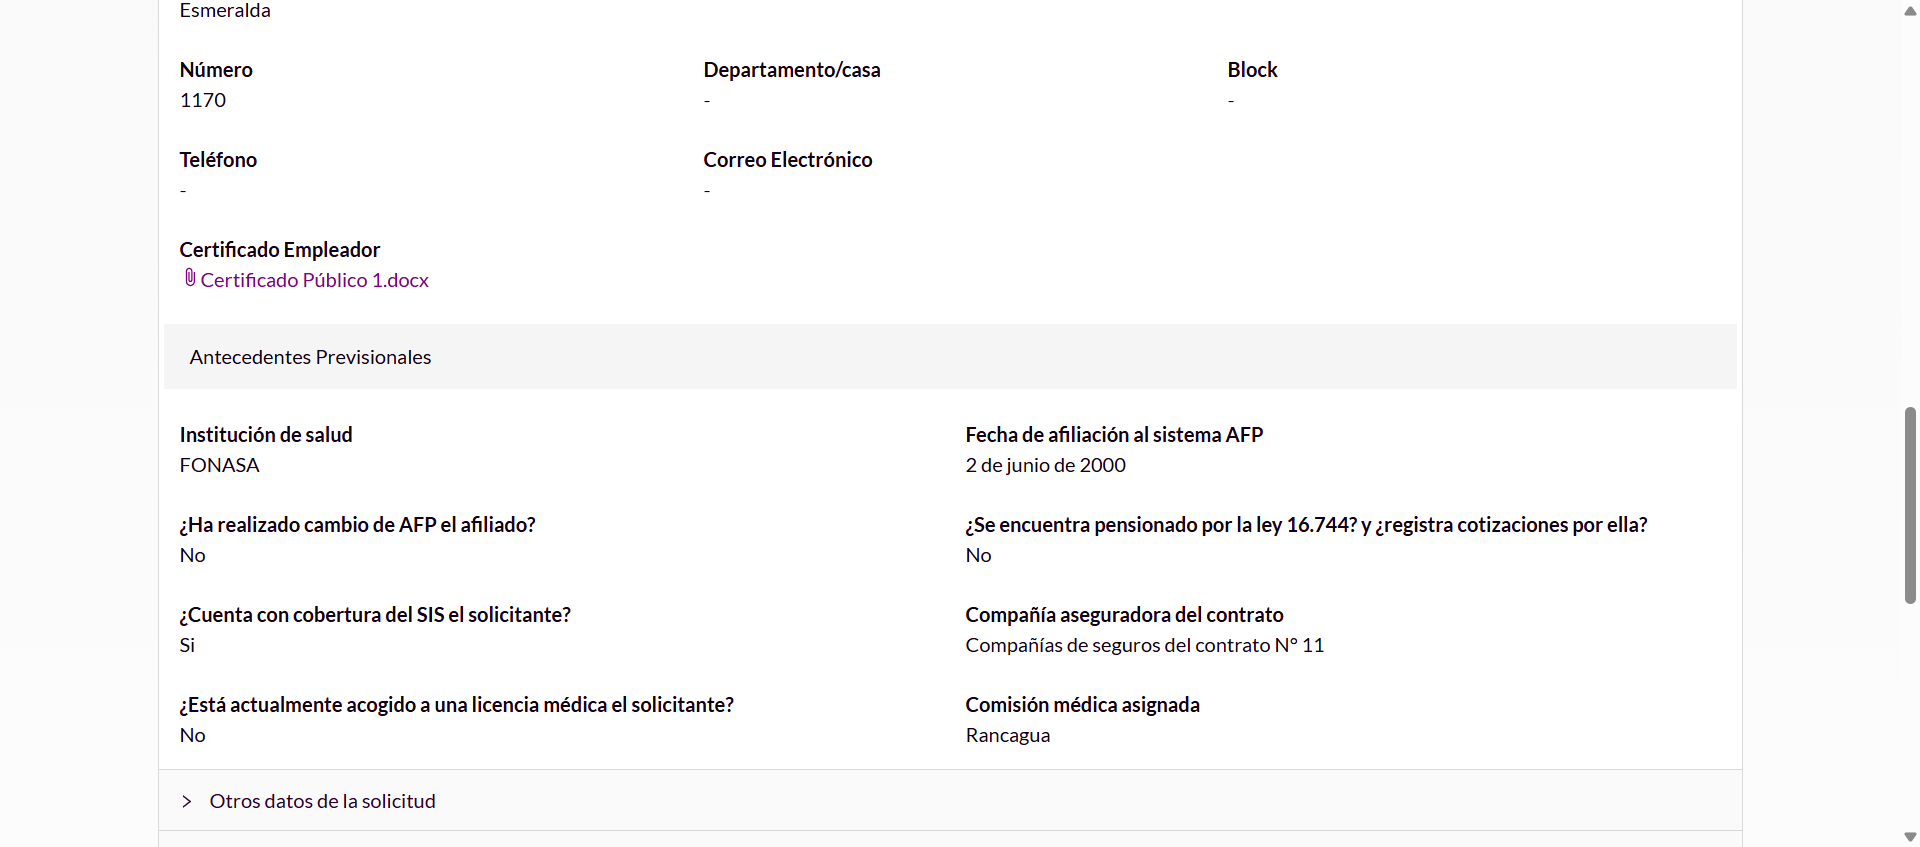 Esmeralda
Número
Departamento/casa
Block
1170
-
-
Teléfono
Correo Electrónico
-
-
Certificado Empleador
Certificado Público 1.docx
Antecedentes Previsionales
Institución de salud
Fecha de afiliación al sistema AFP
FONASA
2 de junio de 2000
¿Ha realizado cambio de AFP el afiliado?
¿Se encuentra pensionado por la ley 16.744? y ¿registra cotizaciones por ella?
No
No
¿Cuenta con cobertura del SIS el solicitante?
Compañía aseguradora del contrato
Si
Compañías de seguros del contrato N° 11
¿Está actualmente acogido a una licencia médica el solicitante?
Comisión médica asignada
No
Rancagua
Otros datos de la solicitud